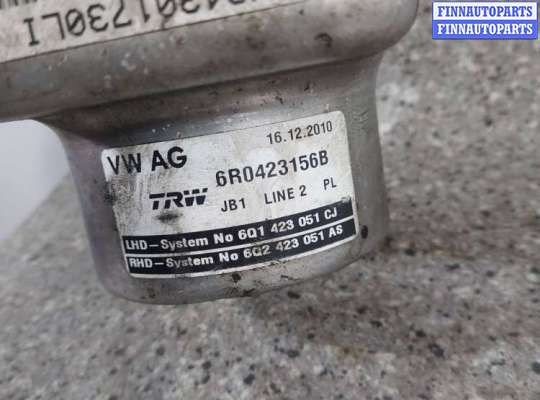 FINNAUTOPARTS
FINNAUTOPARTS
16.12.2010
VW AG
6R0423156B
TRW
JB1 LINE 2 PL
LHD-System No 6Q1 423 051 CJ
RHD-System No 6Q2 423 051 AS